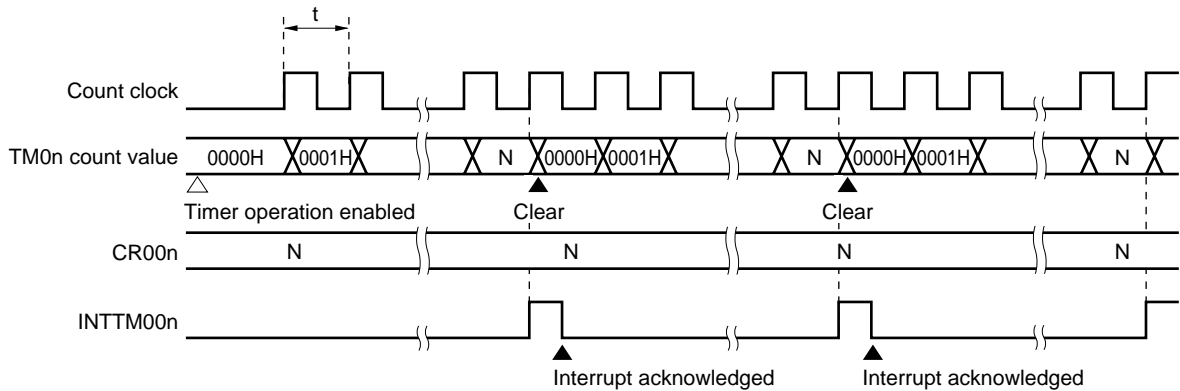 t
Count clock
TM0n count value 0000H 0001H N 0000H 0001H N 0000H 0001H N
Timer operation enabled Clear Clear
CR00n N N N N
INTTM00n
Interrupt acknowledged Interrupt acknowledged